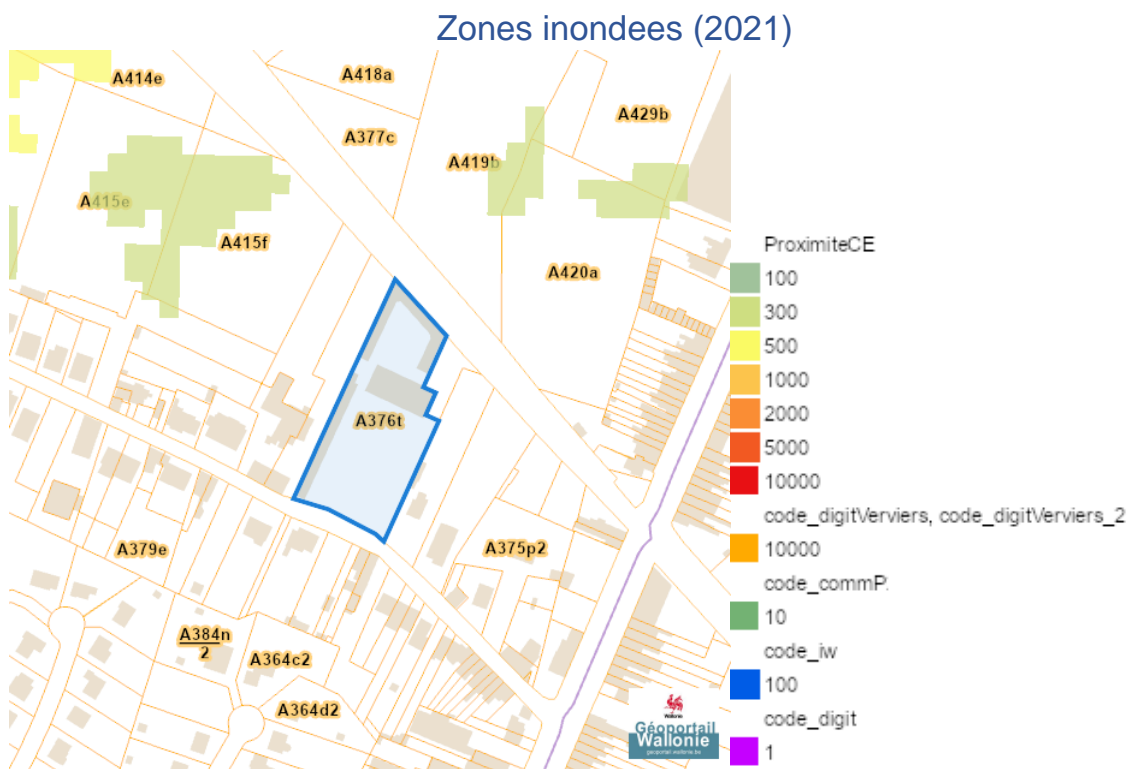 Zones inondees (2021)
A414e
A418a
A377c
A429b
A419b
A415e
A415f
A420a
A376t
A375p2
A379e
A384n
2
A364c2
A364d2
Wallonie
Géoportail
Wallonie
geoportail.wallonie.be
ProximiteCE
100
300
500
1000
2000
5000
10000
code_digitVerviers, code_digitVerviers_2
10000
code_commP.
10
code_iw
100
code_digit
1